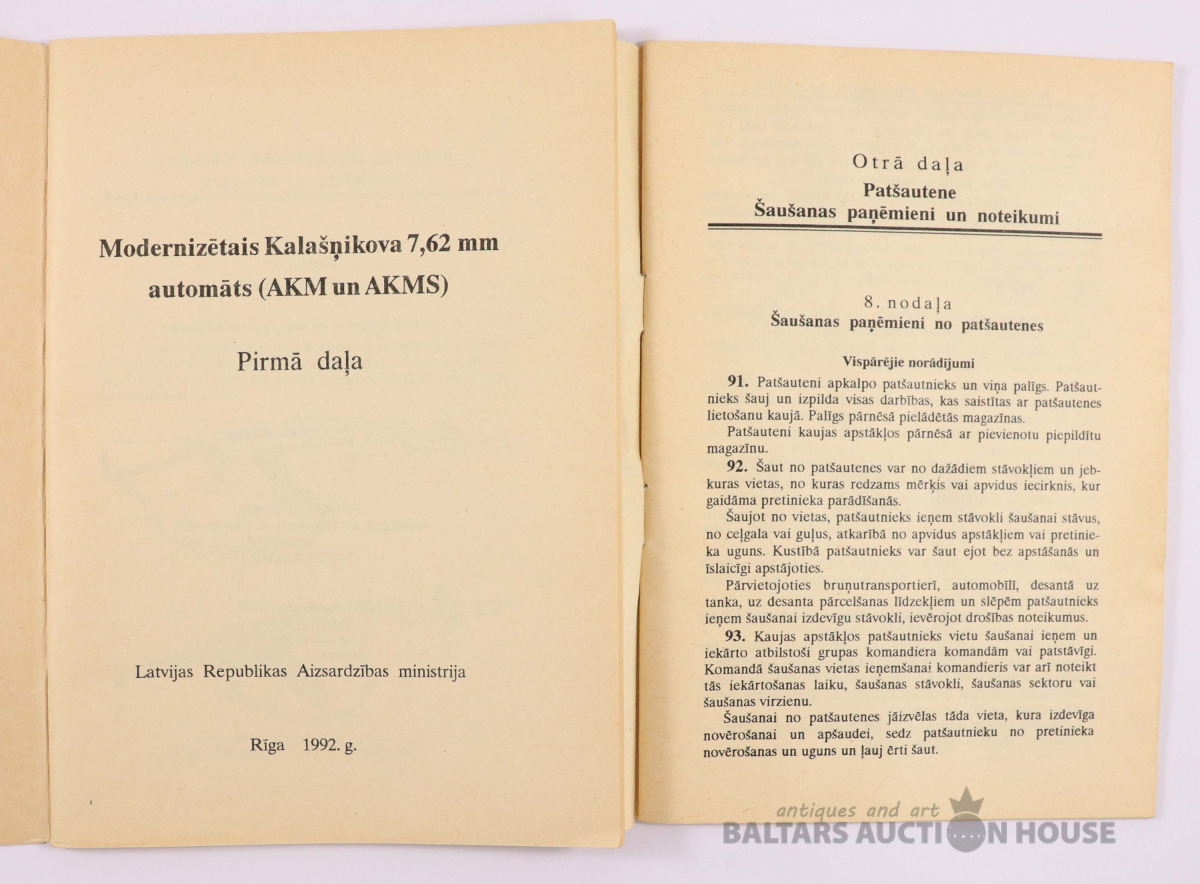 Modernizētais Kalašņikova 7,62 mm
automāts (AKM un AKMS)
Pirmā daļa
Latvijas Republikas Aizsardzības ministrija
Rīga 1992. g.
Otrā daļa
Patšautene
Šaušanas paņēmieni un noteikumi
8. nodaļa
Šaušanas paņēmieni no patšautenes
Vispārējie norādījumi
91. Patšauteni apkalpo patšautnieks un viņa palīgs. Patšaut-
nieks šauj un izpilda visas darbības, kas saistītas ar patšautenes
lietošanu kaujā. Palīgs pārnēsā pielādētās magazīnas.
Patšauteni kaujas apstākļos pārnēsā ar pievienotu piepildītu
magazīnu.
92. Šaut no patšautenes var no dažādiem stāvokļiem un jeb-
kuras vietas, no kuras redzams mērķis vai apvidus iecirknis, kur
gaidāma pretinieka parādīšanās.
Šaujot no vietas, patšautnieks ieņem stāvokli šaušanai stāvus,
no ceļgala vai guļus, atkarībā no apvidus apstākļiem vai pretinie-
ka uguns. Kustībā patšautnieks var šaut ejot bez apstāšanās un
īslaicīgi apstājoties.
Pārvietojoties bruņutransportierī, automobīlī, desantā uz
tanka, uz desanta pārcelšanas līdzekļiem un slēpēm patšautnieks
ieņem šaušanai izdevīgu stāvokli, ievērojot drošības noteikumus.
93. Kaujas apstākļos patšautnieks vietu šaušanai ieņem un
iekārto atbilstoši grupas komandiera komandām vai patstāvīgi.
Komandā šaušanas vietas ieņemšanai komandieris var arī noteikt
tās iekārtošanas laiku, šaušanas stāvokli, šaušanas sektoru vai
šaušanas virzienu.
Šaušanai no patšautenes jāizvēlas tāda vieta, kura izdevīga
novērošanai un apšaudei, sedz patšautnieku no pretinieka
novērošanas un uguns un ļauj ērti šaut.
antiques and art
BALTARS AUCTION HOUSE